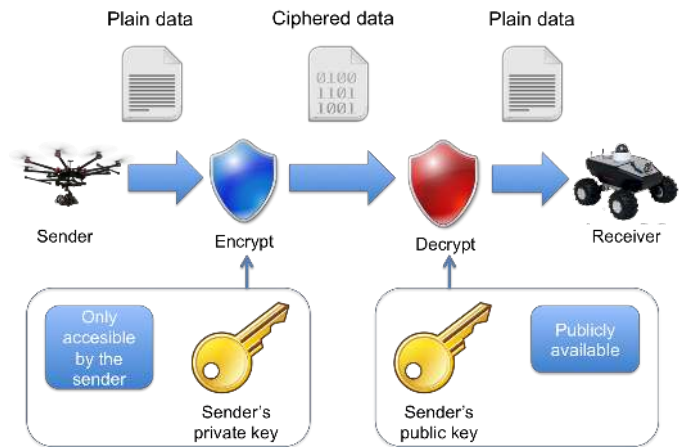 Plain data
Ciphered data
Plain data
0100
1101
1001
Sender
Encrypt
Decrypt
Receiver
Only
accesible
by the
sender
Sender's
private key
Sender's
public key
Publicly
available